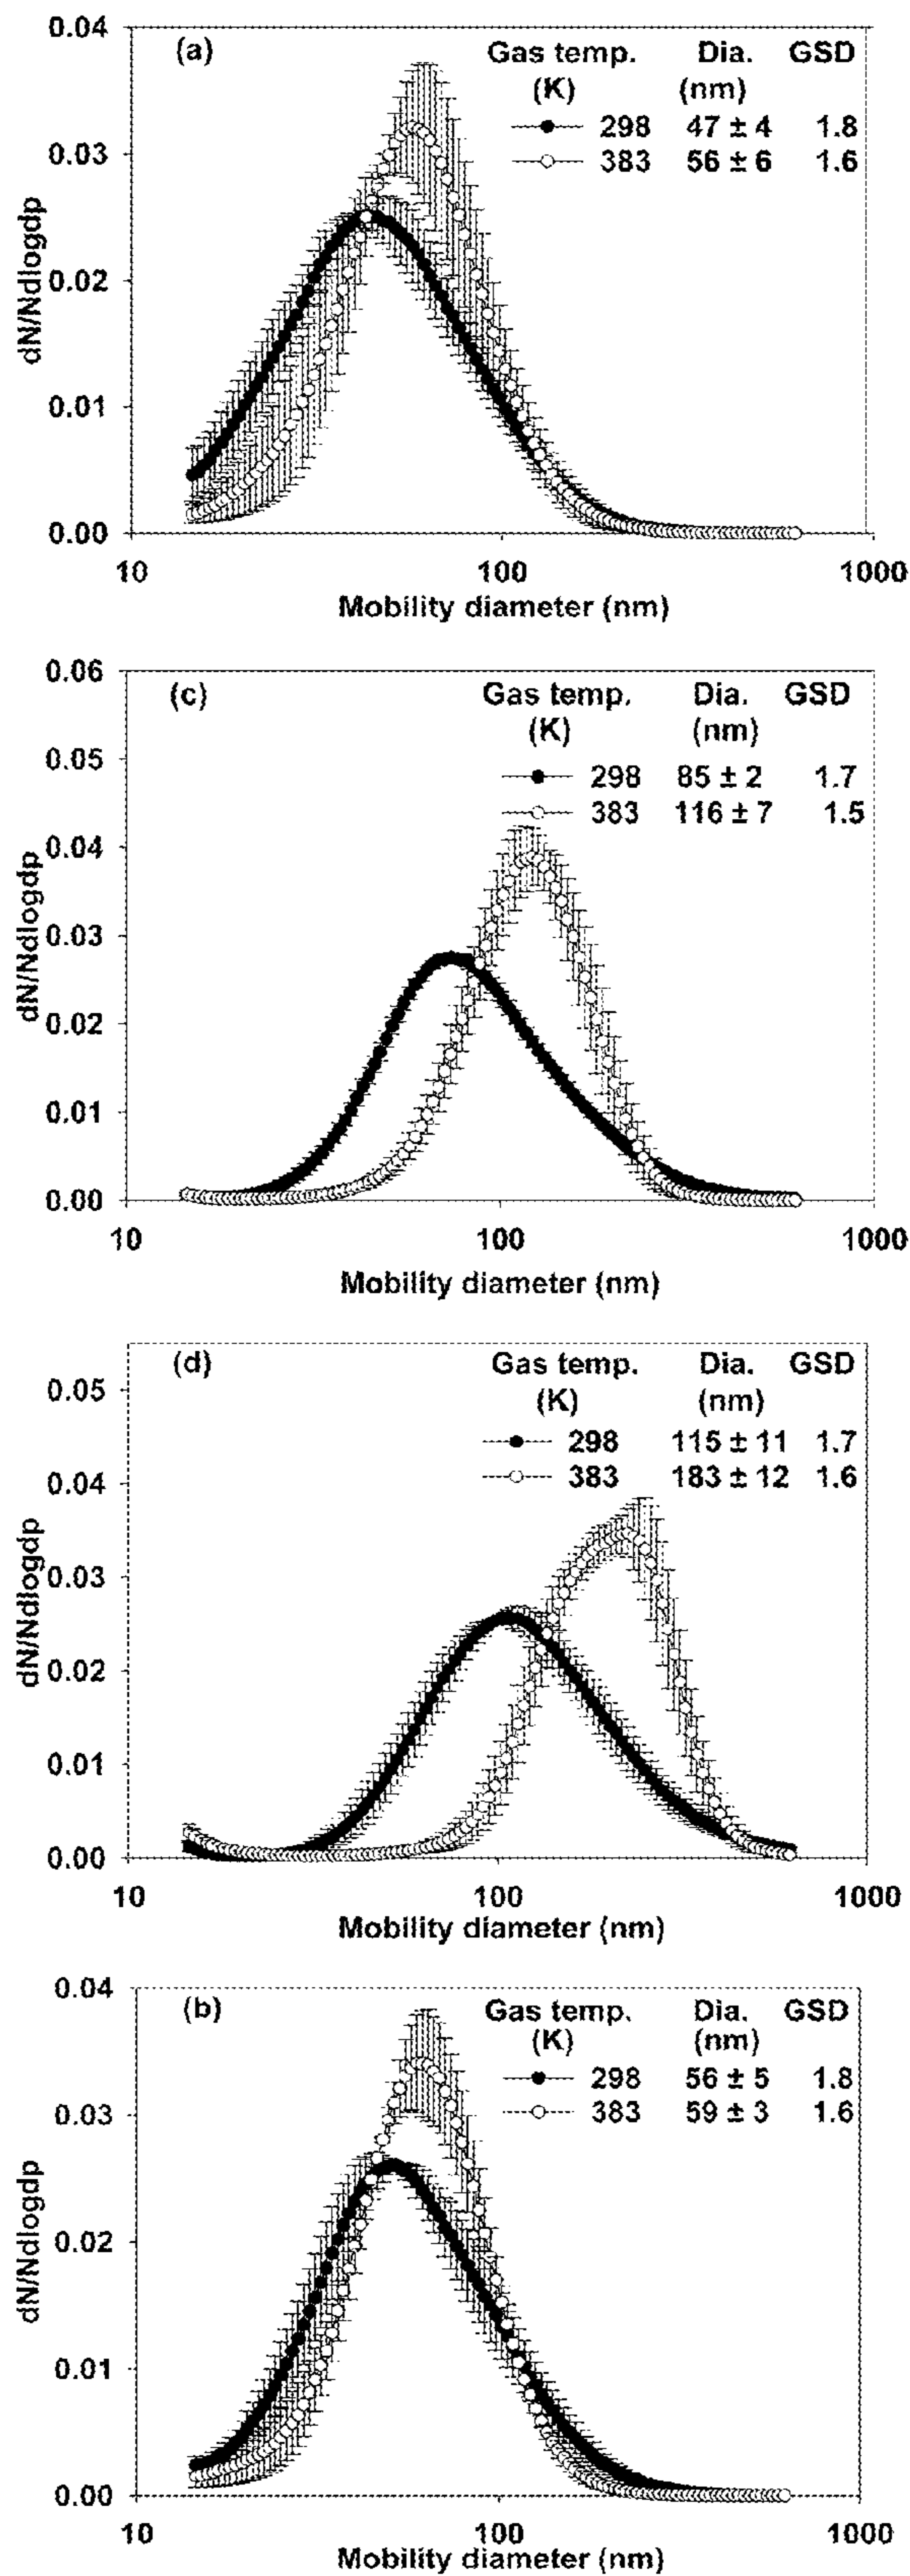 (a)
Gas temp. Dia. GSD
(K) (nm)
298 47 ± 4 1.8
383 56 ± 6 1.6
0.04
0.03
0.02
0.01
0.00
dN/Ndlogdp
10 100 1000
Mobility diameter (nm)
(c)
Gas temp. Dia. GSD
(K) (nm)
298 85 ± 2 1.7
383 116 ± 7 1.5
0.06
0.05
0.04
0.03
0.02
0.01
0.00
dN/Ndlogdp
10 100 1000
Mobility diameter (nm)
(d)
Gas temp. Dia. GSD
(K) (nm)
298 115 ± 11 1.7
383 183 ± 12 1.6
0.05
0.04
0.03
0.02
0.01
0.00
dN/Ndlogdp
10 100 1000
Mobility diameter (nm)
(b)
Gas temp. Dia. GSD
(K) (nm)
298 56 ± 5 1.8
383 59 ± 3 1.6
0.04
0.03
0.02
0.01
0.00
dN/Ndlogdp
10 100 1000
Mobility diameter (nm)